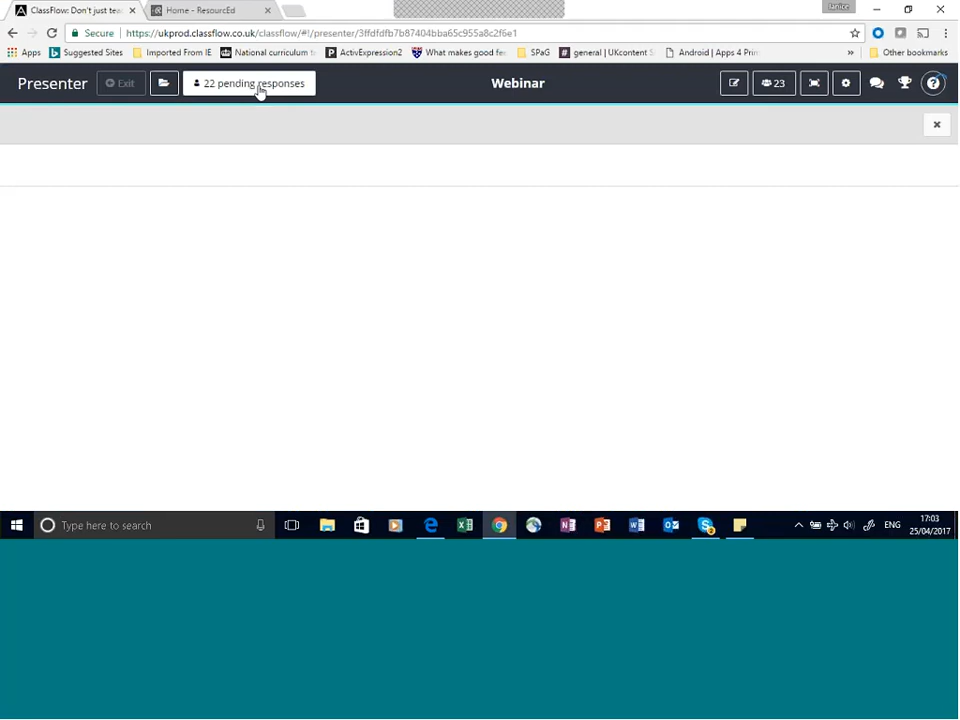 ClassFlow: Don't just tea
Home - ResourcEd
Janice
Secure https://ukprod.classflow.co.uk/classflow/#!/presenter/3fdfdfb7b87404bba65c955a8c2f6e1
Apps Suggested Sites Imported From IE National curriculum t ActivExpression2 What makes good fe SPaG general | UKcontent S Android | Apps 4 Prim » Other bookmarks
Presenter Exit 22 pending responses Webinar 23 ?
Type here to search
ENG
17:03
25/04/2017